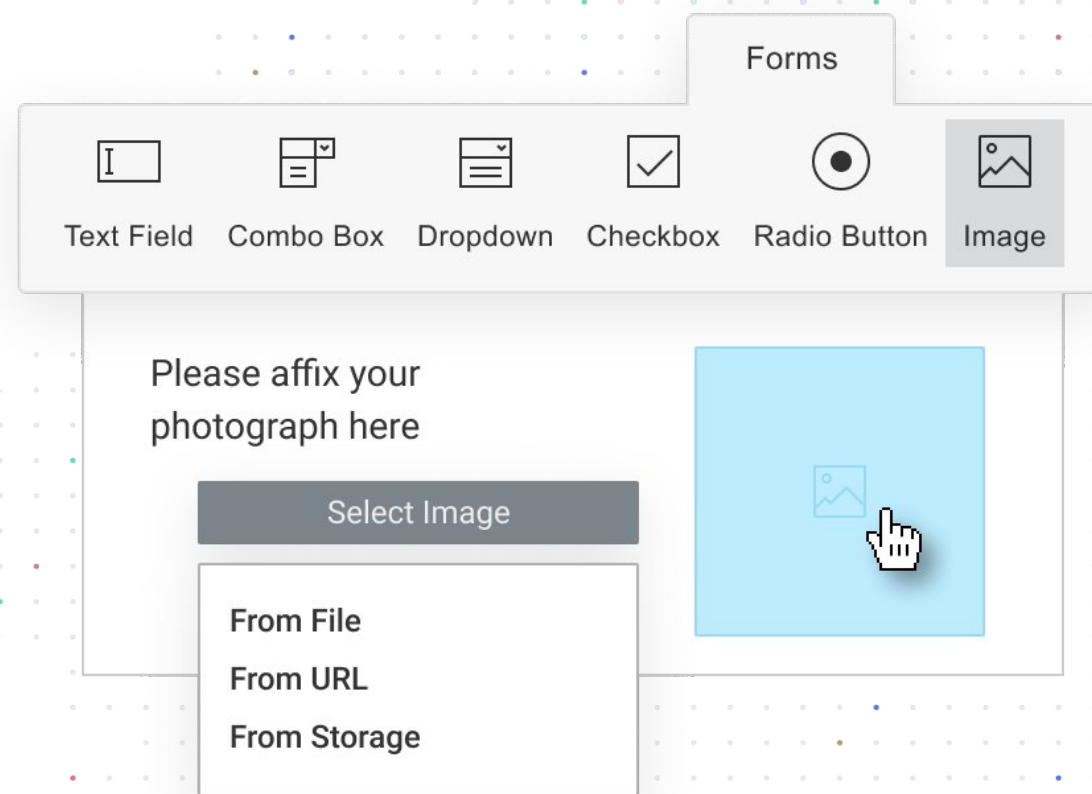 Forms
Text Field Combo Box Dropdown Checkbox Radio Button Image
Please affix your
photograph here
Select Image
From File
From URL
From Storage